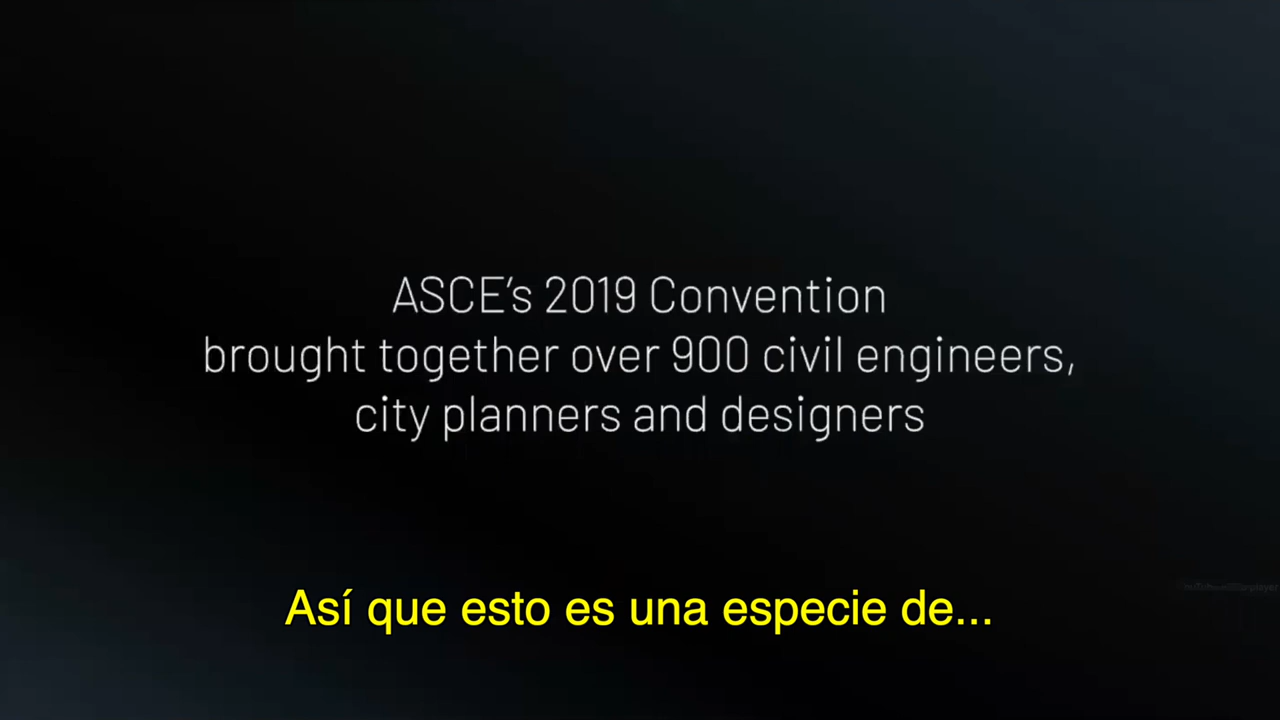 ASCE's 2019 Convention
brought together over 900 civil engineers,
city planners and designers
Así que esto es una especie de...